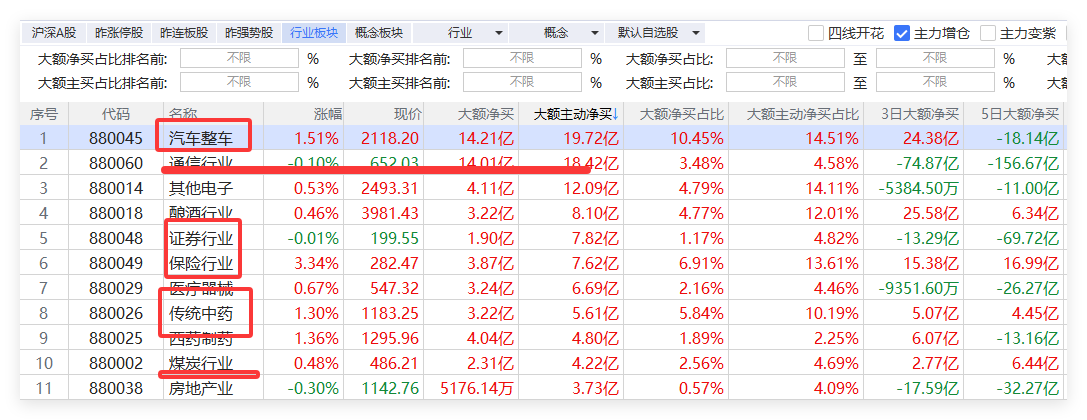 沪深A股 昨涨停股 昨连板股 昨强势股 行业板块 概念板块 行业 概念 默认自选股 四线开花 主力增仓 主力变紫
大额净买占比排名前: 不限 % 大额净买排名前: 不限 % 大额净买占比: 不限 至 不限 % 大额
大额主买占比排名前: 不限 % 大额主买排名前: 不限 % 大额主买占比: 不限 至 不限 % 大额
序号 代码 名称 涨幅 现价 大额净买 大额主动净买↓ 大额净买占比 大额主动净买占比 3日大额净买 5日大额净买
1 880045 汽车整车 1.51% 2118.20 14.21亿 19.72亿 10.45% 14.51% 24.38亿 -18.14亿
2 880060 通信行业 -0.10% 652.03 14.01亿 18.42亿 3.48% 4.58% -74.87亿 -156.67亿
3 880014 其他电子 0.53% 2493.31 4.11亿 12.09亿 4.79% 14.11% -5384.50万 -11.00亿
4 880018 酿酒行业 0.46% 3981.43 3.22亿 8.10亿 4.77% 12.01% 25.58亿 6.34亿
5 880048 证券行业 -0.01% 199.55 1.90亿 7.82亿 1.17% 4.82% -13.29亿 -69.72亿
6 880049 保险行业 3.34% 282.47 3.87亿 7.62亿 6.91% 13.61% 15.38亿 16.99亿
7 880029 医疗器械 0.67% 547.32 3.24亿 6.69亿 2.16% 4.46% -9351.60万 -26.27亿
8 880026 传统中药 1.30% 1183.25 3.22亿 5.61亿 5.84% 10.19% 5.07亿 4.45亿
9 880025 西药制药 1.36% 1295.96 4.04亿 4.80亿 1.89% 2.25% 6.07亿 -13.16亿
10 880002 煤炭行业 0.48% 486.21 2.31亿 4.22亿 2.56% 4.69% 2.77亿 6.44亿
11 880038 房地产业 -0.30% 1142.76 5176.14万 3.73亿 0.57% 4.09% -17.59亿 -32.27亿